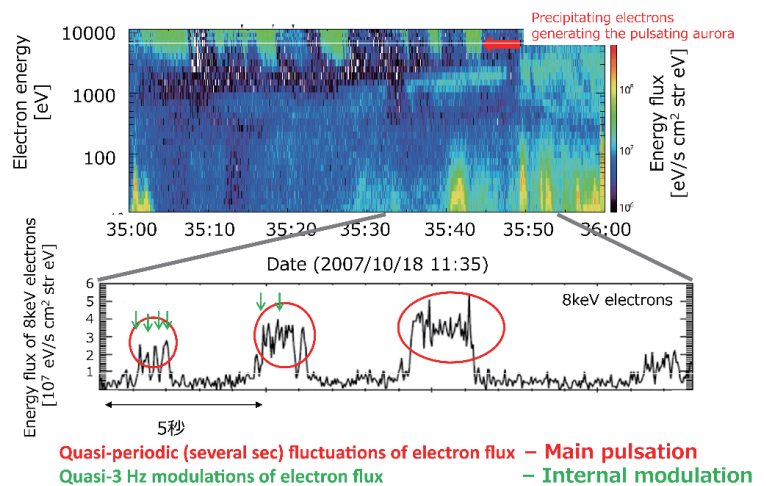 Precipitating electrons
generating the pulsating aurora
10000
1000
100
Electron energy
[eV]
10⁸
10⁷
10⁶
Energy flux
[eV/s cm² str eV]
35:00 35:10 35:20 35:30 35:40 35:50 36:00
Date (2007/10/18 11:35)
Energy flux of 8keV electrons
[10⁷ eV/s cm² str eV]
6
5
4
3
2
1
8keV electrons
5秒
Quasi-periodic (several sec) fluctuations of electron flux – Main pulsation
Quasi-3 Hz modulations of electron flux – Internal modulation